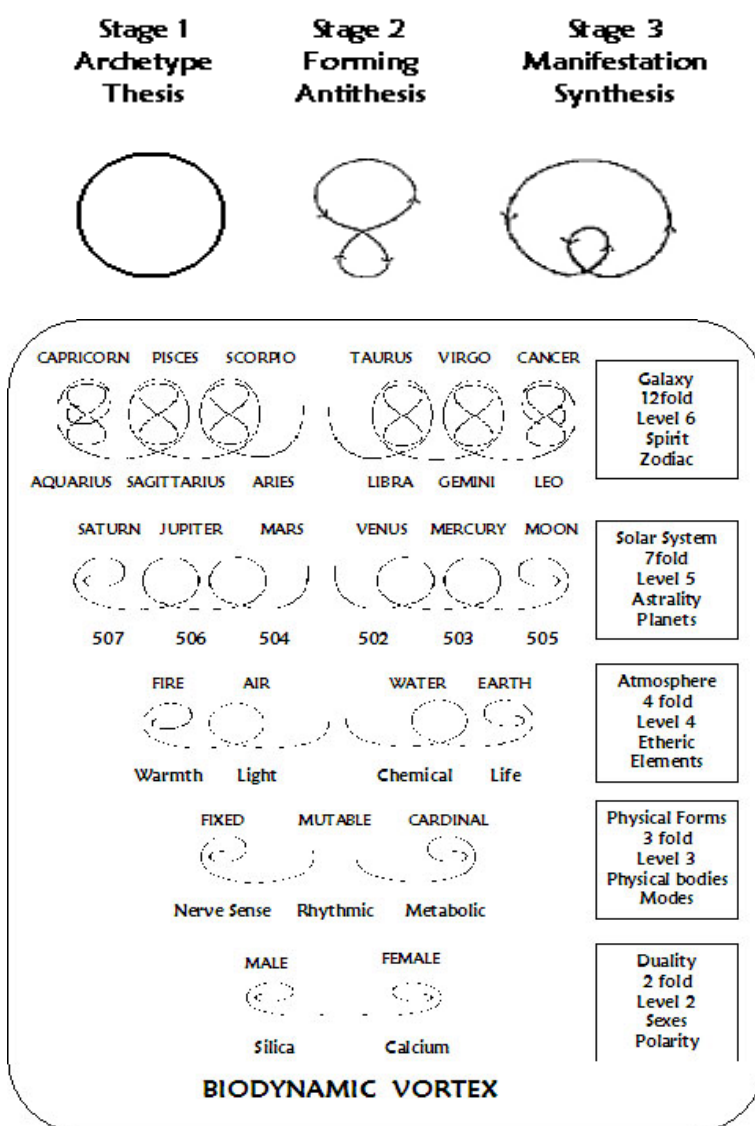 Stage 1 Stage 2 Stage 3
Archetype Forming Manifestation
Thesis Antithesis Synthesis
CAPRICORN PISCES SCORPIO TAURUS VIRGO CANCER
AQUARIUS SAGITTARIUS ARIES LIBRA GEMINI LEO
Galaxy
12fold
Level 6
Spirit
Zodiac
SATURN JUPITER MARS VENUS MERCURY MOON
507 506 504 502 503 505
Solar System
7fold
Level 5
Astrality
Planets
FIRE AIR WATER EARTH
Warmth Light Chemical Life
Atmosphere
4 fold
Level 4
Etheric
Elements
FIXED MUTABLE CARDINAL
Nerve Sense Rhythmic Metabolic
Physical Forms
3 fold
Level 3
Physical bodies
Modes
MALE FEMALE
Silica Calcium
Duality
2 fold
Level 2
Sexes
Polarity
BIODYNAMIC VORTEX